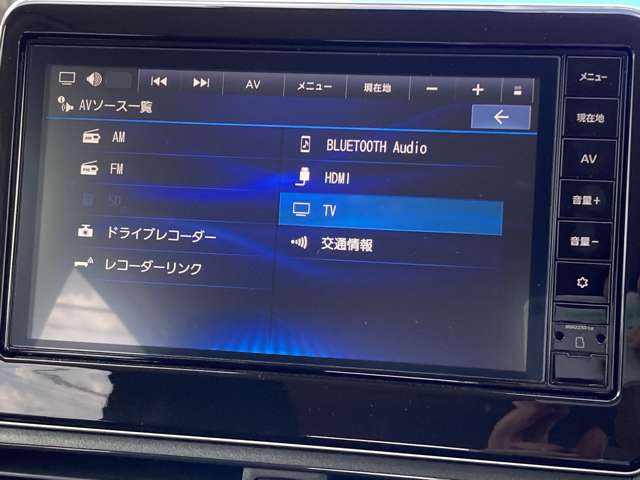 AV メニュー 現在地 − +
AVソース一覧
AM
FM
SD
ドライブレコーダー
レコーダーリンク
BLUETOOTH Audio
HDMI
TV
交通情報
メニュー
現在地
AV
音量+
音量−